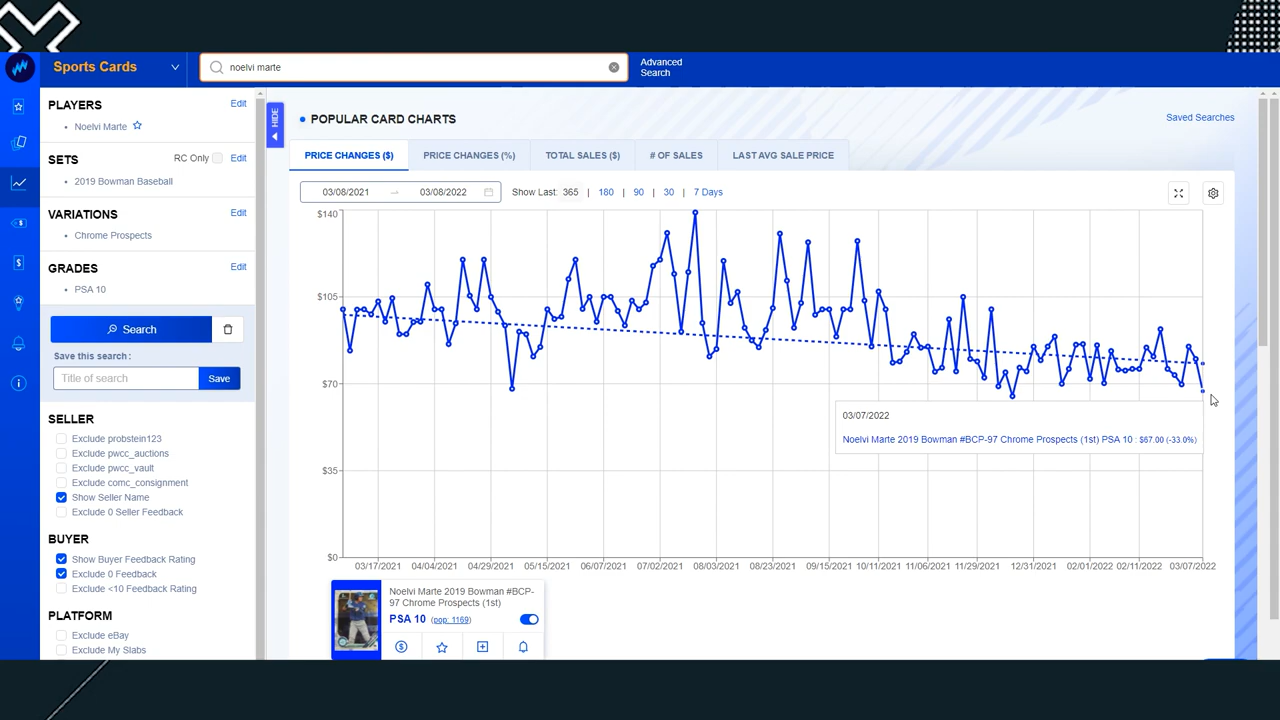 Sports Cards
noelvi marte
Advanced
Search
PLAYERS
Edit
Noelvi Marte
SETS
RC Only
Edit
2019 Bowman Baseball
VARIATIONS
Edit
Chrome Prospects
GRADES
Edit
PSA 10
Search
Save this search :
Title of search
Save
SELLER
Exclude probstein123
Exclude pwcc_auctions
Exclude pwcc_vault
Exclude comc_consignment
Show Seller Name
Exclude 0 Seller Feedback
BUYER
Show Buyer Feedback Rating
Exclude 0 Feedback
Exclude <10 Feedback Rating
PLATFORM
Exclude eBay
Exclude My Slabs
HIDE
POPULAR CARD CHARTS
Saved Searches
PRICE CHANGES ($)
PRICE CHANGES (%)
TOTAL SALES ($)
# OF SALES
LAST AVG SALE PRICE
03/08/2021
03/08/2022
Show Last: 365 | 180 | 90 | 30 | 7 Days
$140
$105
$70
$35
$0
03/07/2022
Noelvi Marte 2019 Bowman #BCP-97 Chrome Prospects (1st) PSA 10 : $67.00 (-33.0%)
03/17/2021 04/04/2021 04/29/2021 05/15/2021 06/07/2021 07/02/2021 08/03/2021 08/23/2021 09/15/2021 10/11/2021 11/06/2021 11/29/2021 12/31/2021 02/01/2022 02/11/2022 03/07/2022
Noelvi Marte 2019 Bowman #BCP-
97 Chrome Prospects (1st)
PSA 10 (pop: 1169)